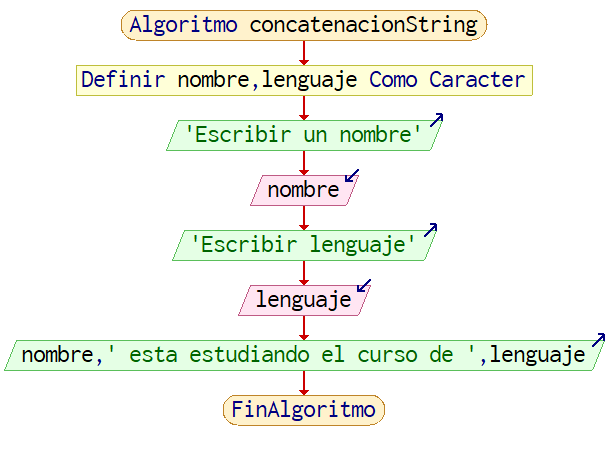 Algoritmo concatenacionString
Definir nombre,lenguaje Como Caracter
'Escribir un nombre'
nombre
'Escribir lenguaje'
lenguaje
nombre,' esta estudiando el curso de ',lenguaje
FinAlgoritmo